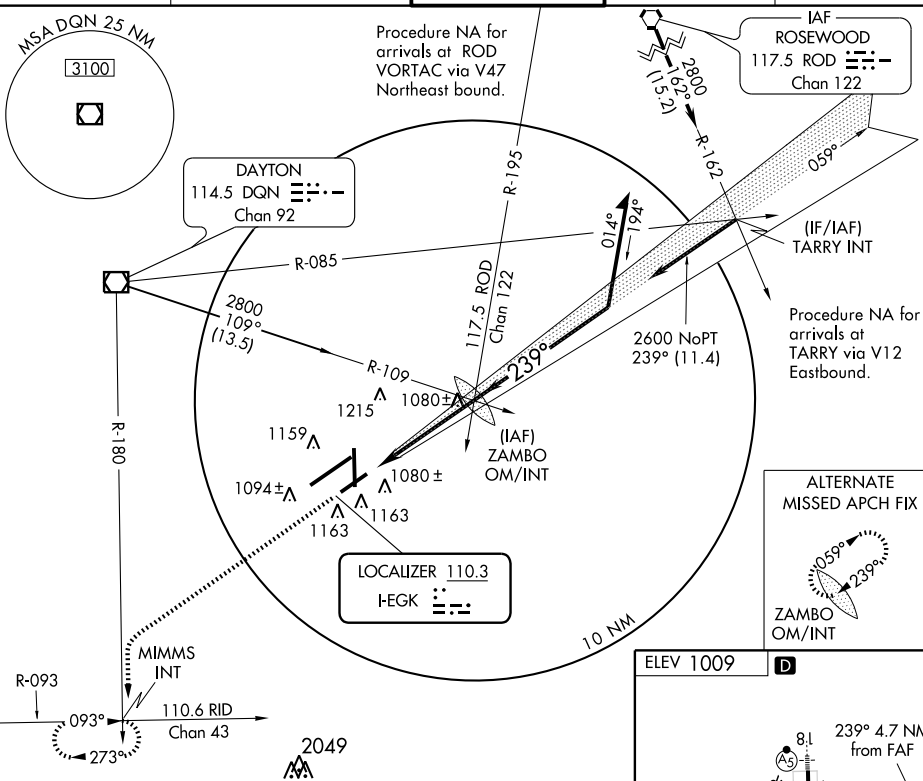 MSA DQN 25 NM
3100
Procedure NA for
arrivals at ROD
VORTAC via V47
Northeast bound.
IAF
ROSEWOOD
117.5 ROD
Chan 122
2800
162°
(15.2)
R-162
059°
DAYTON
114.5 DQN
Chan 92
R-195
014°
194°
(IF/IAF)
TARRY INT
R-085
117.5 ROD
Chan 122
2800
109°
(13.5)
R-109
239°
2600 NoPT
239° (11.4)
Procedure NA for
arrivals at
TARRY via V12
Eastbound.
1215
1080±
(IAF)
ZAMBO
OM/INT
R-180
1159
1094±
1080±
1163
1163
LOCALIZER 110.3
I-EGK
10 NM
ALTERNATE
MISSED APCH FIX
059°
239°
ZAMBO
OM/INT
MIMMS
INT
R-093
093°
110.6 RID
Chan 43
273°
2049
ELEV 1009
D
239° 4.7 NM
from FAF
A5